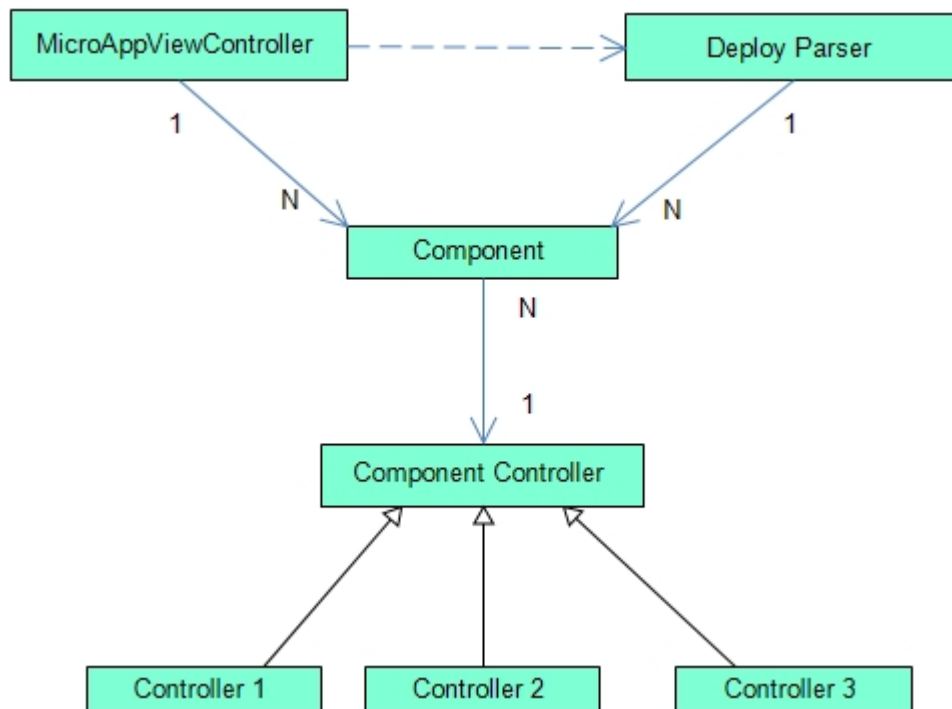 MicroAppViewController
Deploy Parser
1
1
N
N
Component
N
1
Component Controller
Controller 1
Controller 2
Controller 3